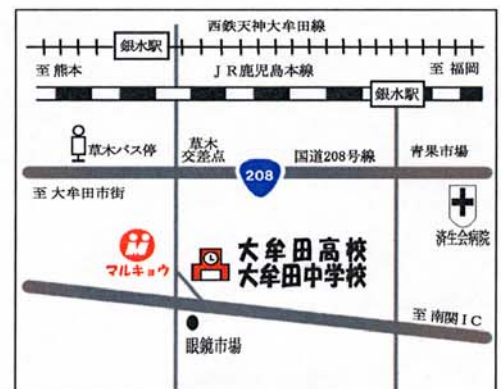 西鉄天神大牟田線
銀水駅
至 熊本
JR鹿児島本線
至 福岡
銀水駅
草木バス停
草木
交差点
国道208号線
青果市場
208
至 大牟田市街
済生会病院
マルキョウ
大牟田高校
大牟田中学校
至 南関IC
眼鏡市場